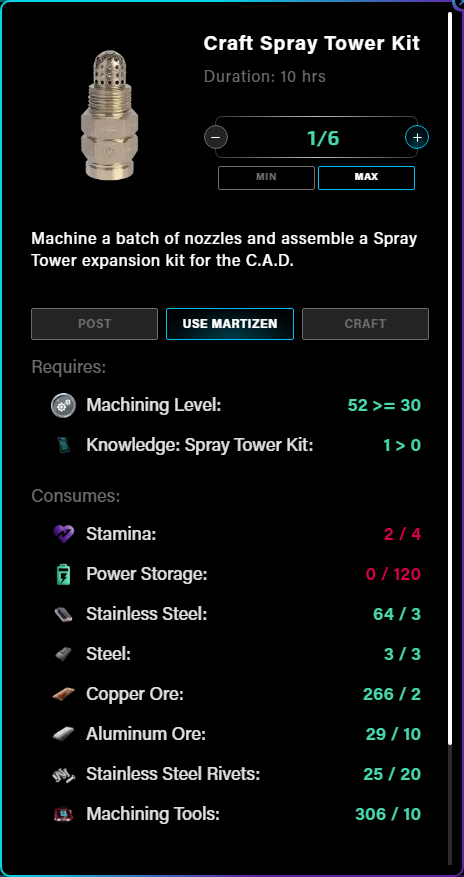 Craft Spray Tower Kit
Duration: 10 hrs
1/6
MIN MAX
Machine a batch of nozzles and assemble a Spray
Tower expansion kit for the C.A.D.
POST USE MARTIZEN CRAFT
Requires:
Machining Level: 52 >= 30
Knowledge: Spray Tower Kit: 1 > 0
Consumes:
Stamina: 2 / 4
Power Storage: 0 / 120
Stainless Steel: 64 / 3
Steel: 3 / 3
Copper Ore: 266 / 2
Aluminum Ore: 29 / 10
Stainless Steel Rivets: 25 / 20
Machining Tools: 306 / 10